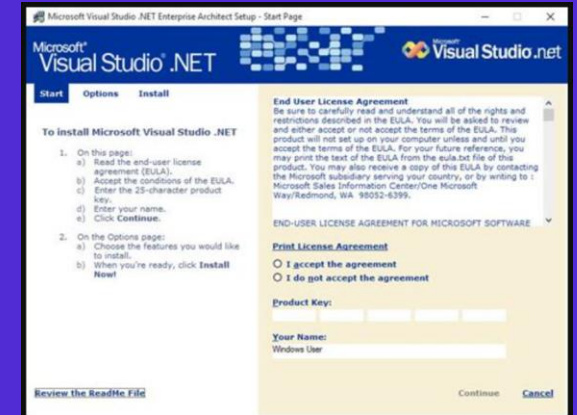 Microsoft Visual Studio .NET Enterprise Architect Setup - Start Page
Microsoft
Visual Studio .NET
Microsoft
Visual Studio.net
Start Options Install
To install Microsoft Visual Studio .NET
1. On this page:
a) Read the end-user license
agreement (EULA).
b) Accept the conditions of the EULA.
c) Enter the 25-character product
key.
d) Enter your name.
e) Click Continue.
2. On the Options page:
a) Choose the features you would like
to install.
b) When you're ready, click Install
Now!
Review the ReadMe File
End User License Agreement
Be sure to carefully read and understand all of the rights and
restrictions described in the EULA. You will be asked to review
and either accept or not accept the terms of the EULA. This
product will not set up on your computer unless and until you
accept the terms of the EULA. For your future reference, you
may print the text of the EULA from the eula.txt file of this
product. You may also receive a copy of this EULA by contacting
the Microsoft subsidiary serving your country, or by writing to :
Microsoft Sales Information Center/One Microsoft
Way/Redmond, WA 98052-6399.
END-USER LICENSE AGREEMENT FOR MICROSOFT SOFTWARE
Print License Agreement
I accept the agreement
I do not accept the agreement
Product Key:
Your Name:
Windows User
Continue Cancel